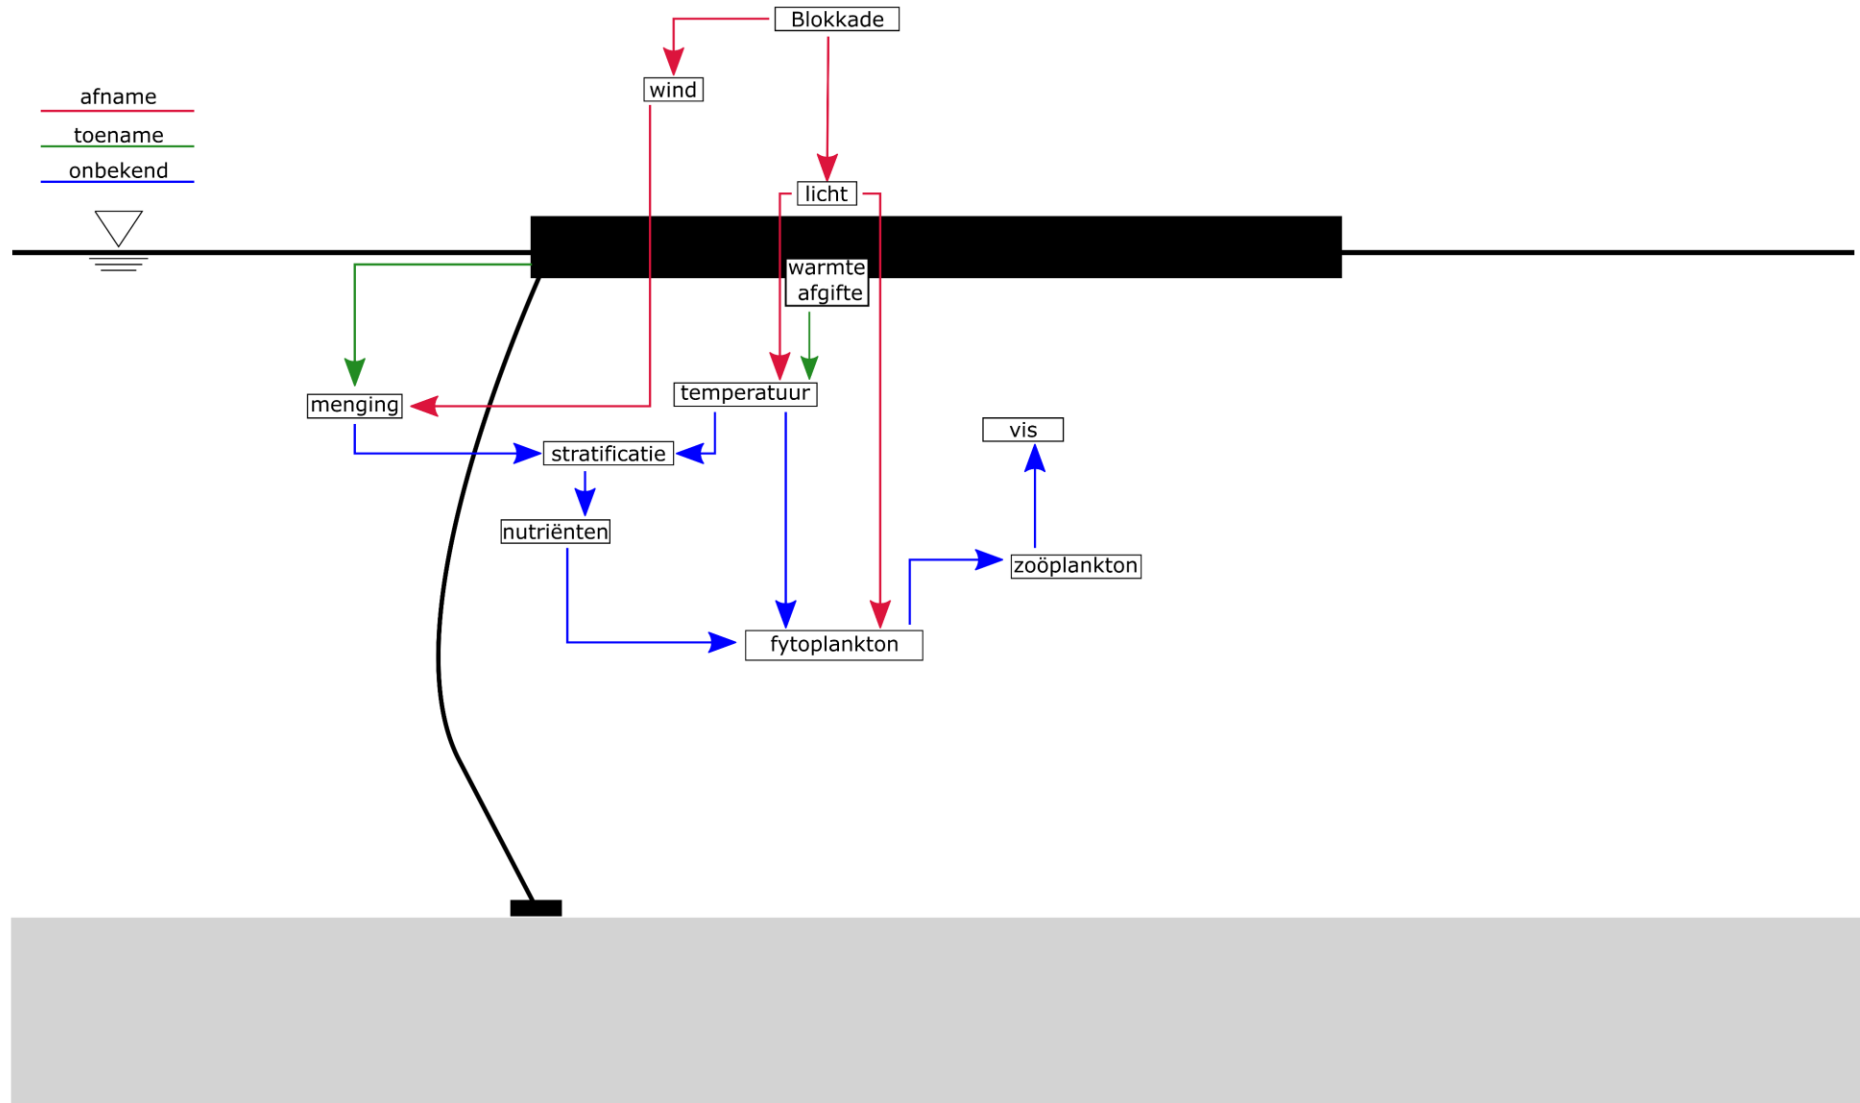 Blokkade
wind
afname
toename
onbekend
licht
warmte
afgifte
temperatuur
menging
stratificatie
vis
nutriënten
zoöplankton
fytoplankton